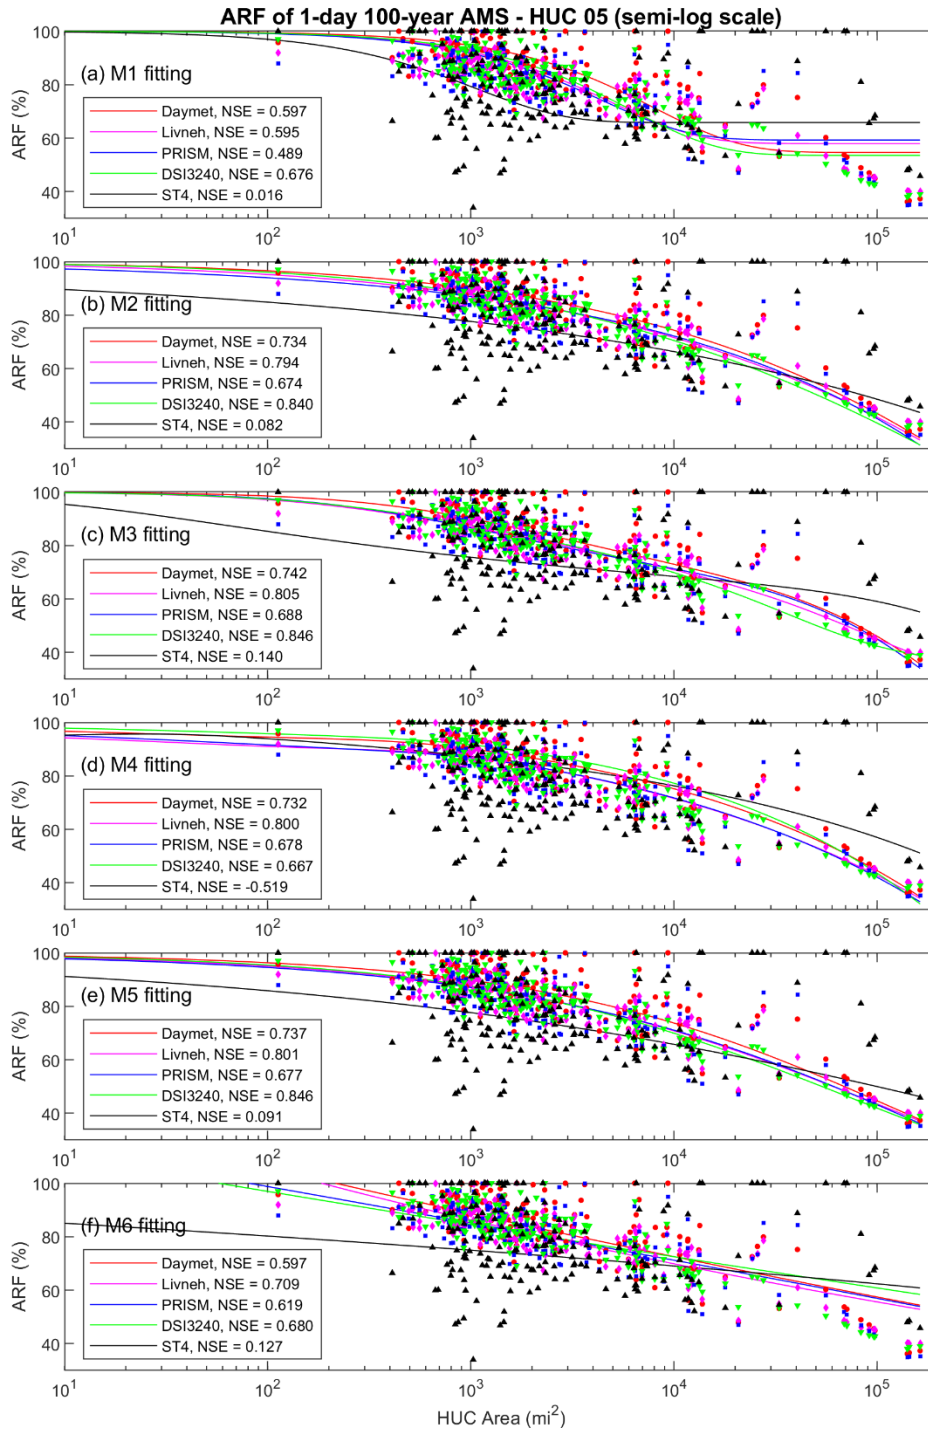 ARF of 1-day 100-year AMS - HUC 05 (semi-log scale)
100
80
60
40
ARF (%)
(a) M1 fitting
Daymet, NSE = 0.597
Livneh, NSE = 0.595
PRISM, NSE = 0.489
DSI3240, NSE = 0.676
ST4, NSE = 0.016
10^1 10^2 10^3 10^4 10^5
100
80
60
40
ARF (%)
(b) M2 fitting
Daymet, NSE = 0.734
Livneh, NSE = 0.794
PRISM, NSE = 0.674
DSI3240, NSE = 0.840
ST4, NSE = 0.082
10^1 10^2 10^3 10^4 10^5
100
80
60
40
ARF (%)
(c) M3 fitting
Daymet, NSE = 0.742
Livneh, NSE = 0.805
PRISM, NSE = 0.688
DSI3240, NSE = 0.846
ST4, NSE = 0.140
10^1 10^2 10^3 10^4 10^5
100
80
60
40
ARF (%)
(d) M4 fitting
Daymet, NSE = 0.732
Livneh, NSE = 0.800
PRISM, NSE = 0.678
DSI3240, NSE = 0.667
ST4, NSE = -0.519
10^1 10^2 10^3 10^4 10^5
100
80
60
40
ARF (%)
(e) M5 fitting
Daymet, NSE = 0.737
Livneh, NSE = 0.801
PRISM, NSE = 0.677
DSI3240, NSE = 0.846
ST4, NSE = 0.091
10^1 10^2 10^3 10^4 10^5
100
80
60
40
ARF (%)
(f) M6 fitting
Daymet, NSE = 0.597
Livneh, NSE = 0.709
PRISM, NSE = 0.619
DSI3240, NSE = 0.680
ST4, NSE = 0.127
10^1 10^2 10^3 10^4 10^5
HUC Area (mi^2)